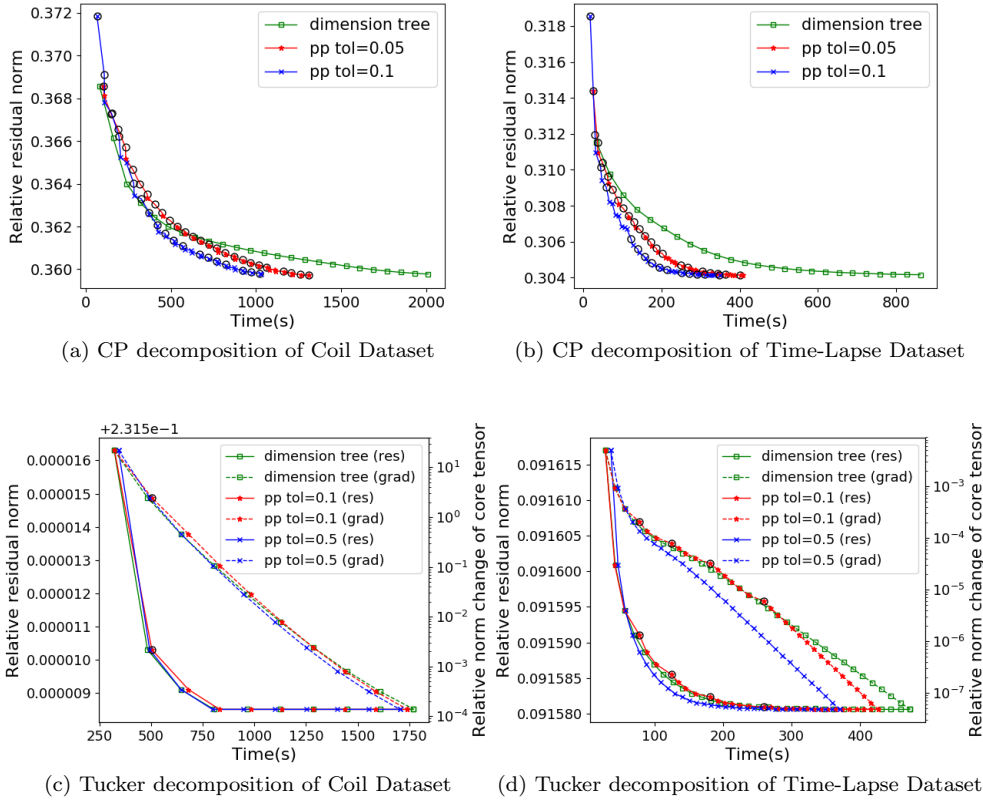 0.372
0.370
0.368
0.366
0.364
0.362
0.360
Relative residual norm
0 500 1000 1500 2000
Time(s)
dimension tree
pp tol=0.05
pp tol=0.1
(a) CP decomposition of Coil Dataset
0.318
0.316
0.314
0.312
0.310
0.308
0.306
0.304
Relative residual norm
0 200 400 600 800
Time(s)
dimension tree
pp tol=0.05
pp tol=0.1
(b) CP decomposition of Time-Lapse Dataset
+2.315e−1
0.000016
0.000015
0.000014
0.000013
0.000012
0.000011
0.000010
0.000009
Relative residual norm
250 500 750 1000 1250 1500 1750
Time(s)
dimension tree (res)
dimension tree (grad)
pp tol=0.1 (res)
pp tol=0.1 (grad)
pp tol=0.5 (res)
pp tol=0.5 (grad)
10¹
10⁰
10⁻¹
10⁻²
10⁻³
10⁻⁴
Relative norm change of core tensor
(c) Tucker decomposition of Coil Dataset
0.091615
0.091610
0.091605
0.091600
0.091595
0.091590
0.091585
0.091580
Relative residual norm
100 200 300 400
Time(s)
dimension tree (res)
dimension tree (grad)
pp tol=0.1 (res)
pp tol=0.1 (grad)
pp tol=0.5 (res)
pp tol=0.5 (grad)
10⁻³
10⁻⁴
10⁻⁵
10⁻⁶
10⁻⁷
Relative norm change of core tensor
(d) Tucker decomposition of Time-Lapse Dataset